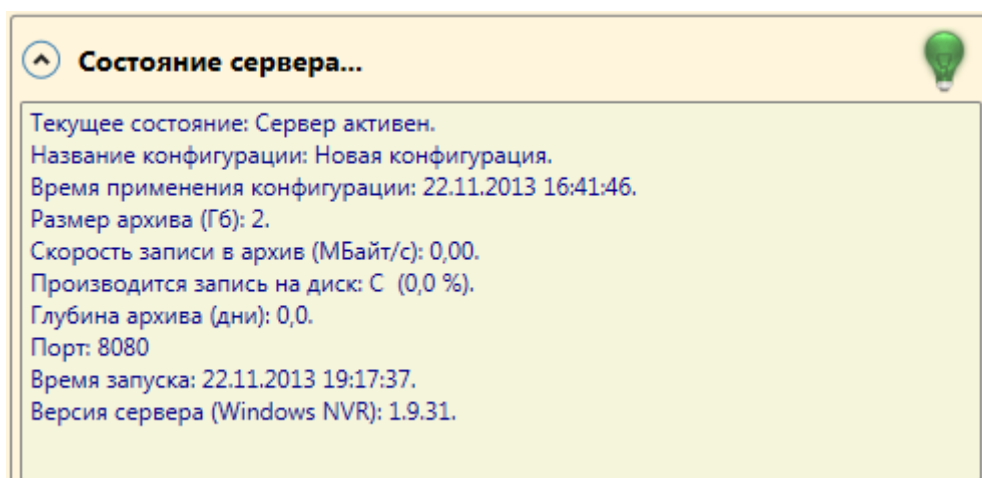 Состояние сервера...
Текущее состояние: Сервер активен.
Название конфигурации: Новая конфигурация.
Время применения конфигурации: 22.11.2013 16:41:46.
Размер архива (Гб): 2.
Скорость записи в архив (МБайт/с): 0,00.
Производится запись на диск: C  (0,0 %).
Глубина архива (дни): 0,0.
Порт: 8080
Время запуска: 22.11.2013 19:17:37.
Версия сервера (Windows NVR): 1.9.31.